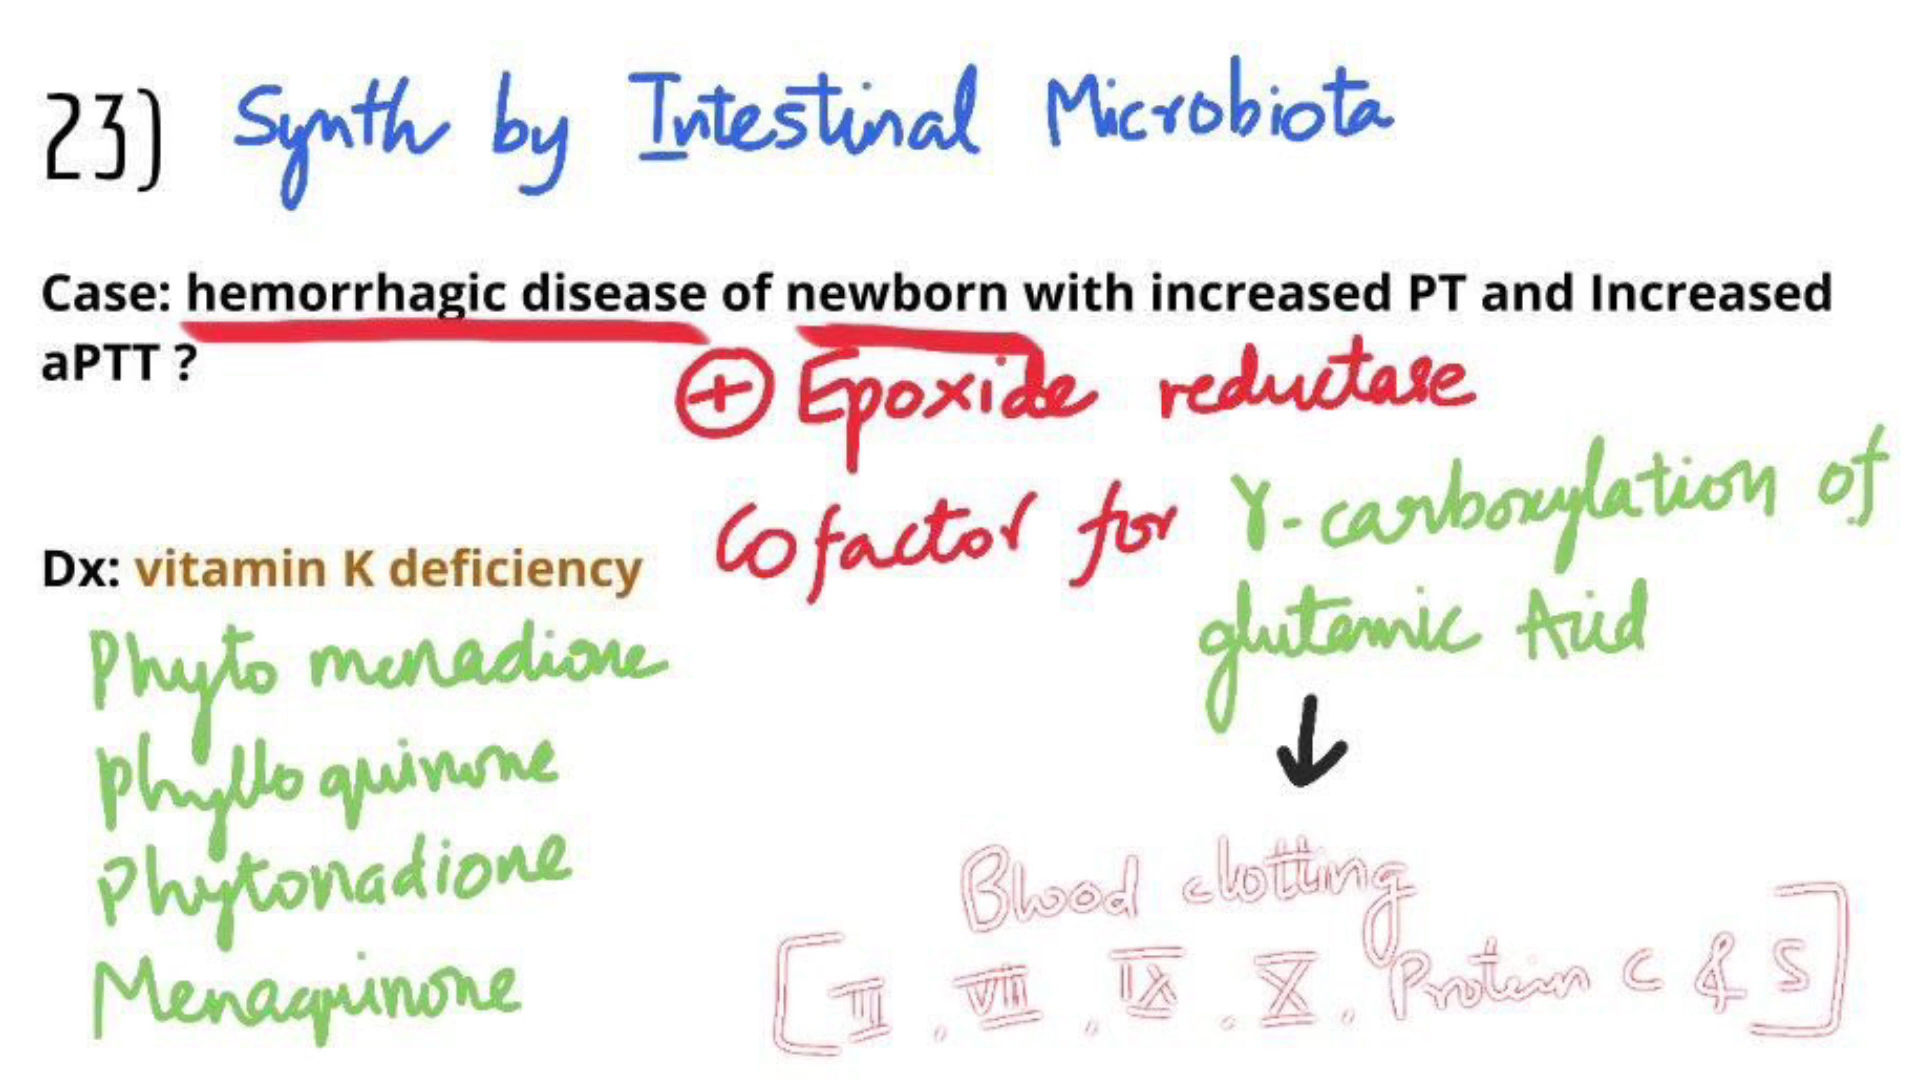 23) Synth by Intestinal Microbiota
Case: hemorrhagic disease of newborn with increased PT and Increased
aPTT ?
⊕ Epoxide reductase
Cofactor for γ-carboxylation of
glutamic Acid
↓
Dx: vitamin K deficiency
Phyto menadione
Phyllo quinone
Phytonadione
Menaquinone
Blood clotting
[II, VII, IX, X, Protein C & S]